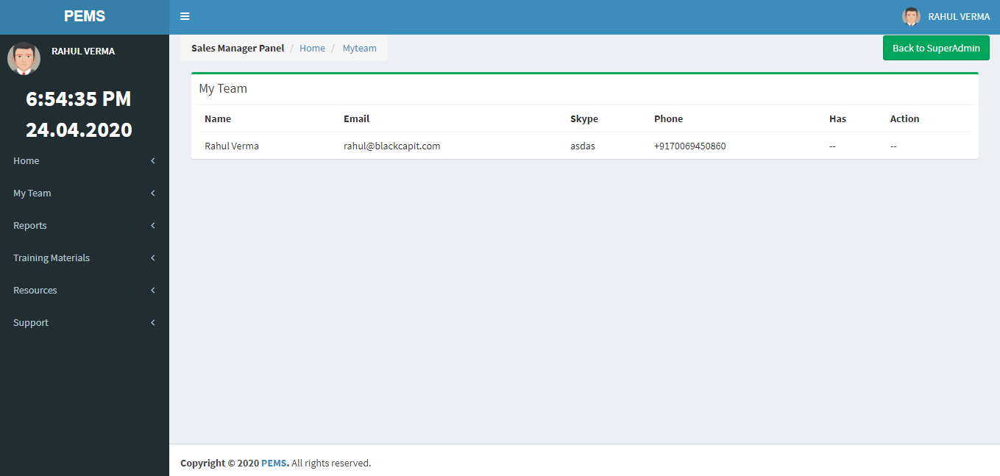 PEMS
RAHUL VERMA
RAHUL VERMA
6:54:35 PM
24.04.2020
Home
My Team
Reports
Training Materials
Resources
Support
Sales Manager Panel / Home / Myteam
Back to SuperAdmin
My Team
Name Email Skype Phone Has Action
Rahul Verma rahul@blackcapit.com asdas +9170069450860 -- --
Copyright © 2020 PEMS. All rights reserved.